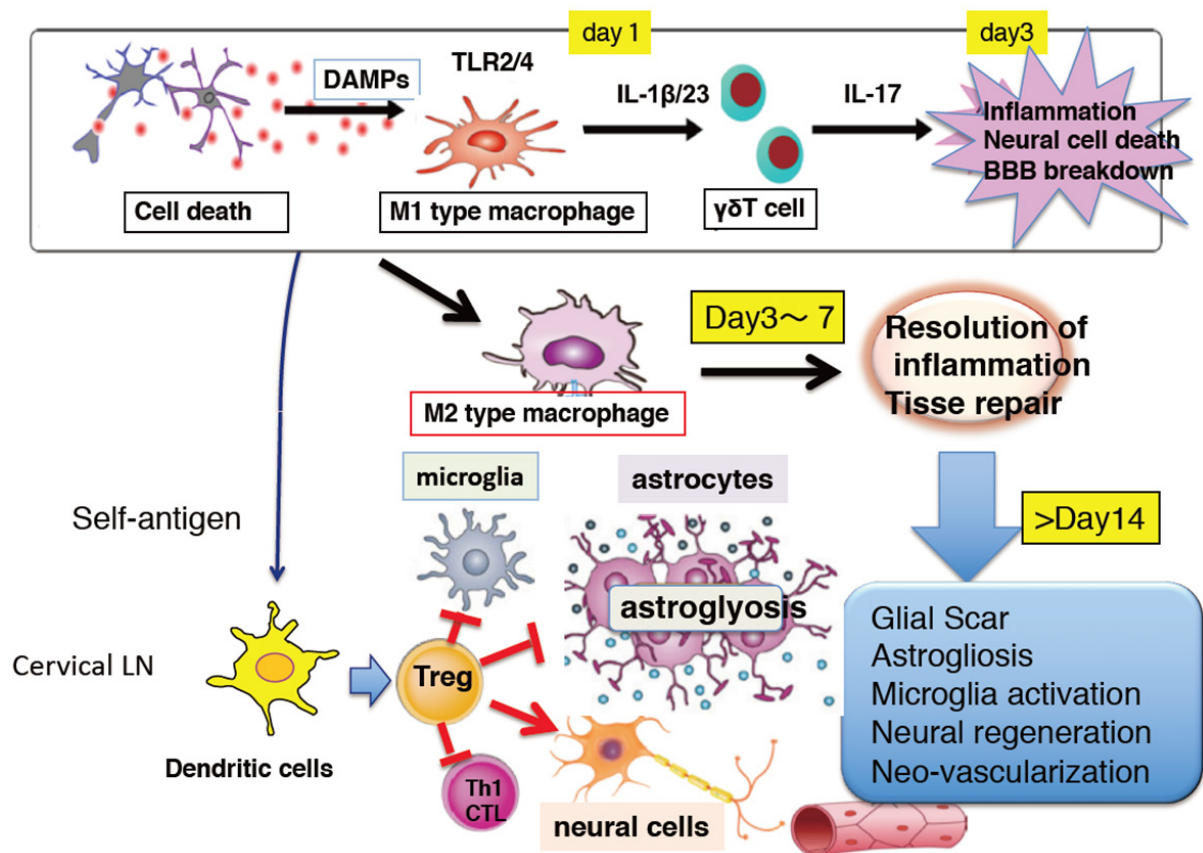 day 1
day3
DAMPs
TLR2/4
IL-1β/23
IL-17
Inflammation
Neural cell death
BBB breakdown
Cell death
M1 type macrophage
γδT cell
Day3～ 7
Resolution of
inflammation
Tisse repair
M2 type macrophage
microglia
astrocytes
Self-antigen
>Day14
astroglyosis
Glial Scar
Astrogliosis
Microglia activation
Neural regeneration
Neo-vascularization
Cervical LN
Treg
Dendritic cells
Th1
CTL
neural cells